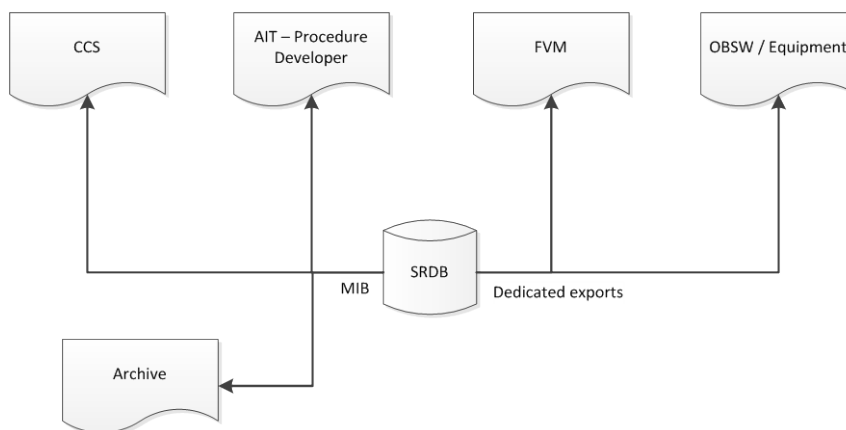 CCS
AIT – Procedure
Developer
FVM
OBSW / Equipment
SRDB
MIB
Dedicated exports
Archive